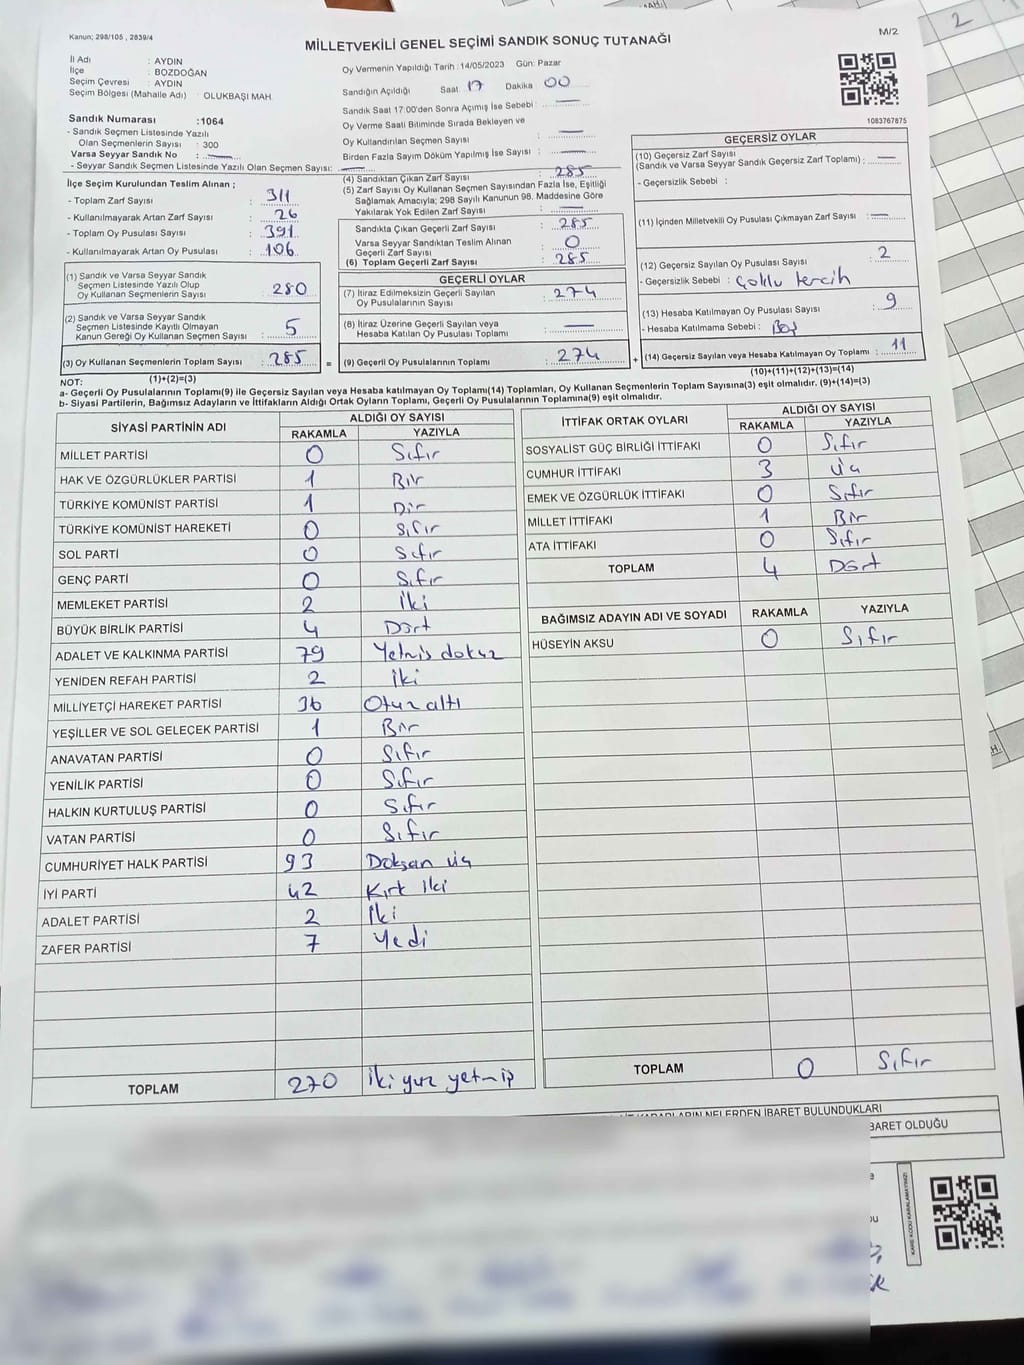 Kanun; 298/105 , 2839/4
M/2
MİLLETVEKİLİ GENEL SEÇİMİ SANDIK SONUÇ TUTANAĞI
İl Adı : AYDIN
İlçe : BOZDOĞAN
Seçim Çevresi : AYDIN
Seçim Bölgesi (Mahalle Adı) : OLUKBAŞI MAH.
Oy Vermenin Yapıldığı Tarih :14/05/2023 Gün: Pazar
Sandığın Açıldığı Saat 17 Dakika 00
Sandık Saat 17:00'den Sonra Açımış İse Sebebi : —
Oy Verme Saati Bitiminda Sırada Bekleyen ve
Oy Kullandırılan Seçmen Sayısı : —
Birden Fazla Sayım Döküm Yapılmış İse Sayısı : —
1083767875
Sandık Numarası :1064
- Sandık Seçmen Listesinde Yazılı
Olan Seçmenlerin Sayısı : 300
Varsa Seyyar Sandık No : —
- Seyyar Sandık Seçmen Listesinde Yazılı Olan Seçmen Sayısı: —
İlçe Seçim Kurulundan Teslim Alınan ;
- Toplam Zarf Sayısı : 311
- Kullanılmayarak Artan Zarf Sayısı : 26
- Toplam Oy Pusulası Sayısı : 391
- Kullanılmayarak Artan Oy Pusulası : 106
(1) Sandık ve Varsa Seyyar Sandık
Seçmen Listesinde Yazılı Olup
Oy Kullanan Seçmenlerin Sayısı : 280
(2) Sandık ve Varsa Seyyar Sandık
Seçmen Listesinde Kayıtlı Olmayan
Kanun Gereği Oy Kullanan Seçmen Sayısı : 5
(3) Oy Kullanan Seçmenlerin Toplam Sayısı : 285
(1)+(2)=(3)
(4) Sandıktan Çıkan Zarf Sayısı : 285
(5) Zarf Sayısı Oy Kullanan Seçmen Sayısından Fazla İse, Eşitliği
Sağlamak Amacıyla; 298 Sayılı Kanunun 98. Maddesine Göre
Yakılarak Yok Edilen Zarf Sayısı : —
Sandıkta Çıkan Geçerli Zarf Sayısı : 285
Varsa Seyyar Sandıktan Teslim Alınan
Geçerli Zarf Sayısı : 0
(6) Toplam Geçerli Zarf Sayısı : 285
GEÇERLİ OYLAR
(7) İtiraz Edilmeksizin Geçerli Sayılan
Oy Pusulalarının Sayısı : 274
(8) İtiraz Üzerine Geçerli Sayılan veya
Hesaba Katılan Oy Pusulası Toplamı : —
= (9) Geçerli Oy Pusulalarının Toplamı : 274
GEÇERSİZ OYLAR
(10) Geçersiz Zarf Sayısı
(Sandık ve Varsa Seyyar Sandık Geçersiz Zarf Toplamı) : —
- Geçersizlik Sebebi :
(11) İçinden Milletvekili Oy Pusulası Çıkmayan Zarf Sayısı : —
(12) Geçersiz Sayılan Oy Pusulası Sayısı : 2
- Geçersizlik Sebebi : Çoklu tercih
(13) Hesaba Katılmayan Oy Pusulası Sayısı : 9
- Hesaba Katılmama Sebebi : Boş
+ (14) Geçersiz Sayılan veya Hesaba Katılmayan Oy Toplamı : 11
(10)+(11)+(12)+(13)=(14)
NOT:
a- Geçerli Oy Pusulalarının Toplamı(9) ile Geçersiz Sayılan veya Hesaba katılmayan Oy Toplamı(14) Toplamları, Oy Kullanan Seçmenlerin Toplam Sayısına(3) eşit olmalıdır. (9)+(14)=(3)
b- Siyasi Partilerin, Bağımsız Adayların ve İttifakların Aldığı Ortak Oyların Toplamı, Geçerli Oy Pusulalarının Toplamına(9) eşit olmalıdır.
SİYASİ PARTİNİN ADI ALDIĞI OY SAYISI
RAKAMLA YAZIYLA
MİLLET PARTİSİ 0 Sıfır
HAK VE ÖZGÜRLÜKLER PARTİSİ 1 Bir
TÜRKİYE KOMÜNİST PARTİSİ 1 Bir
TÜRKİYE KOMÜNİST HAREKETİ 0 Sıfır
SOL PARTİ 0 Sıfır
GENÇ PARTİ 0 Sıfır
MEMLEKET PARTİSİ 2 İki
BÜYÜK BİRLİK PARTİSİ 4 Dört
ADALET VE KALKINMA PARTİSİ 79 Yetmiş dokuz
YENİDEN REFAH PARTİSİ 2 İki
MİLLİYETÇİ HAREKET PARTİSİ 36 Otuz altı
YEŞİLLER VE SOL GELECEK PARTİSİ 1 Bir
ANAVATAN PARTİSİ 0 Sıfır
YENİLİK PARTİSİ 0 Sıfır
HALKIN KURTULUŞ PARTİSİ 0 Sıfır
VATAN PARTİSİ 0 Sıfır
CUMHURİYET HALK PARTİSİ 93 Doksan üç
İYİ PARTİ 42 Kırk iki
ADALET PARTİSİ 2 İki
ZAFER PARTİSİ 7 Yedi
TOPLAM 270 İki yüz yetmiş
İTTİFAK ORTAK OYLARI ALDIĞI OY SAYISI
RAKAMLA YAZIYLA
SOSYALİST GÜÇ BİRLİĞİ İTTİFAKI 0 Sıfır
CUMHUR İTTİFAKI 3 Üç
EMEK VE ÖZGÜRLÜK İTTİFAKI 0 Sıfır
MİLLET İTTİFAKI 1 Bir
ATA İTTİFAKI 0 Sıfır
TOPLAM 4 Dört
BAĞIMSIZ ADAYIN ADI VE SOYADI RAKAMLA YAZIYLA
HÜSEYİN AKSU 0 Sıfır
TOPLAM 0 Sıfır
NELERDEN İBARET BULUNDUKLARI
BARET OLDUĞU
KARE KODU KARALAMAYINIZ!